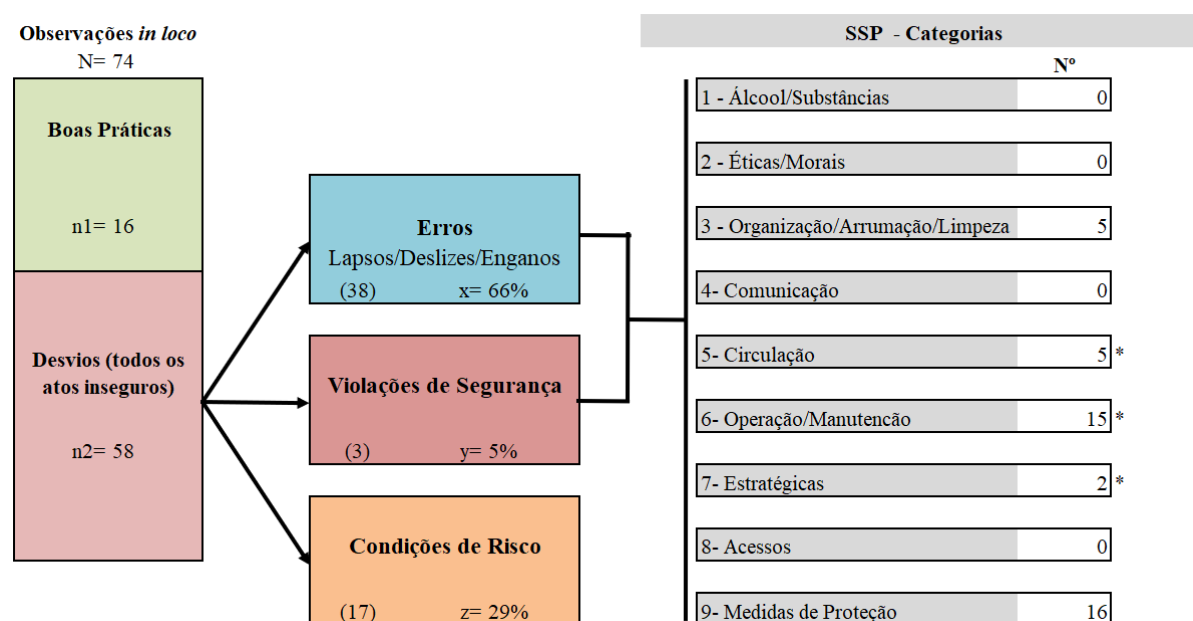 Observações in loco
N= 74
Boas Práticas
n1= 16
Desvios (todos os
atos inseguros)
n2= 58
Erros
Lapsos/Deslizes/Enganos
(38) x= 66%
Violações de Segurança
(3) y= 5%
Condições de Risco
(17) z= 29%
SSP - Categorias
Nº
1 - Álcool/Substâncias 0
2 - Éticas/Morais 0
3 - Organização/Arrumação/Limpeza 5
4- Comunicação 0
5- Circulação 5 *
6- Operação/Manutencão 15 *
7- Estratégicas 2 *
8- Acessos 0
9- Medidas de Proteção 16